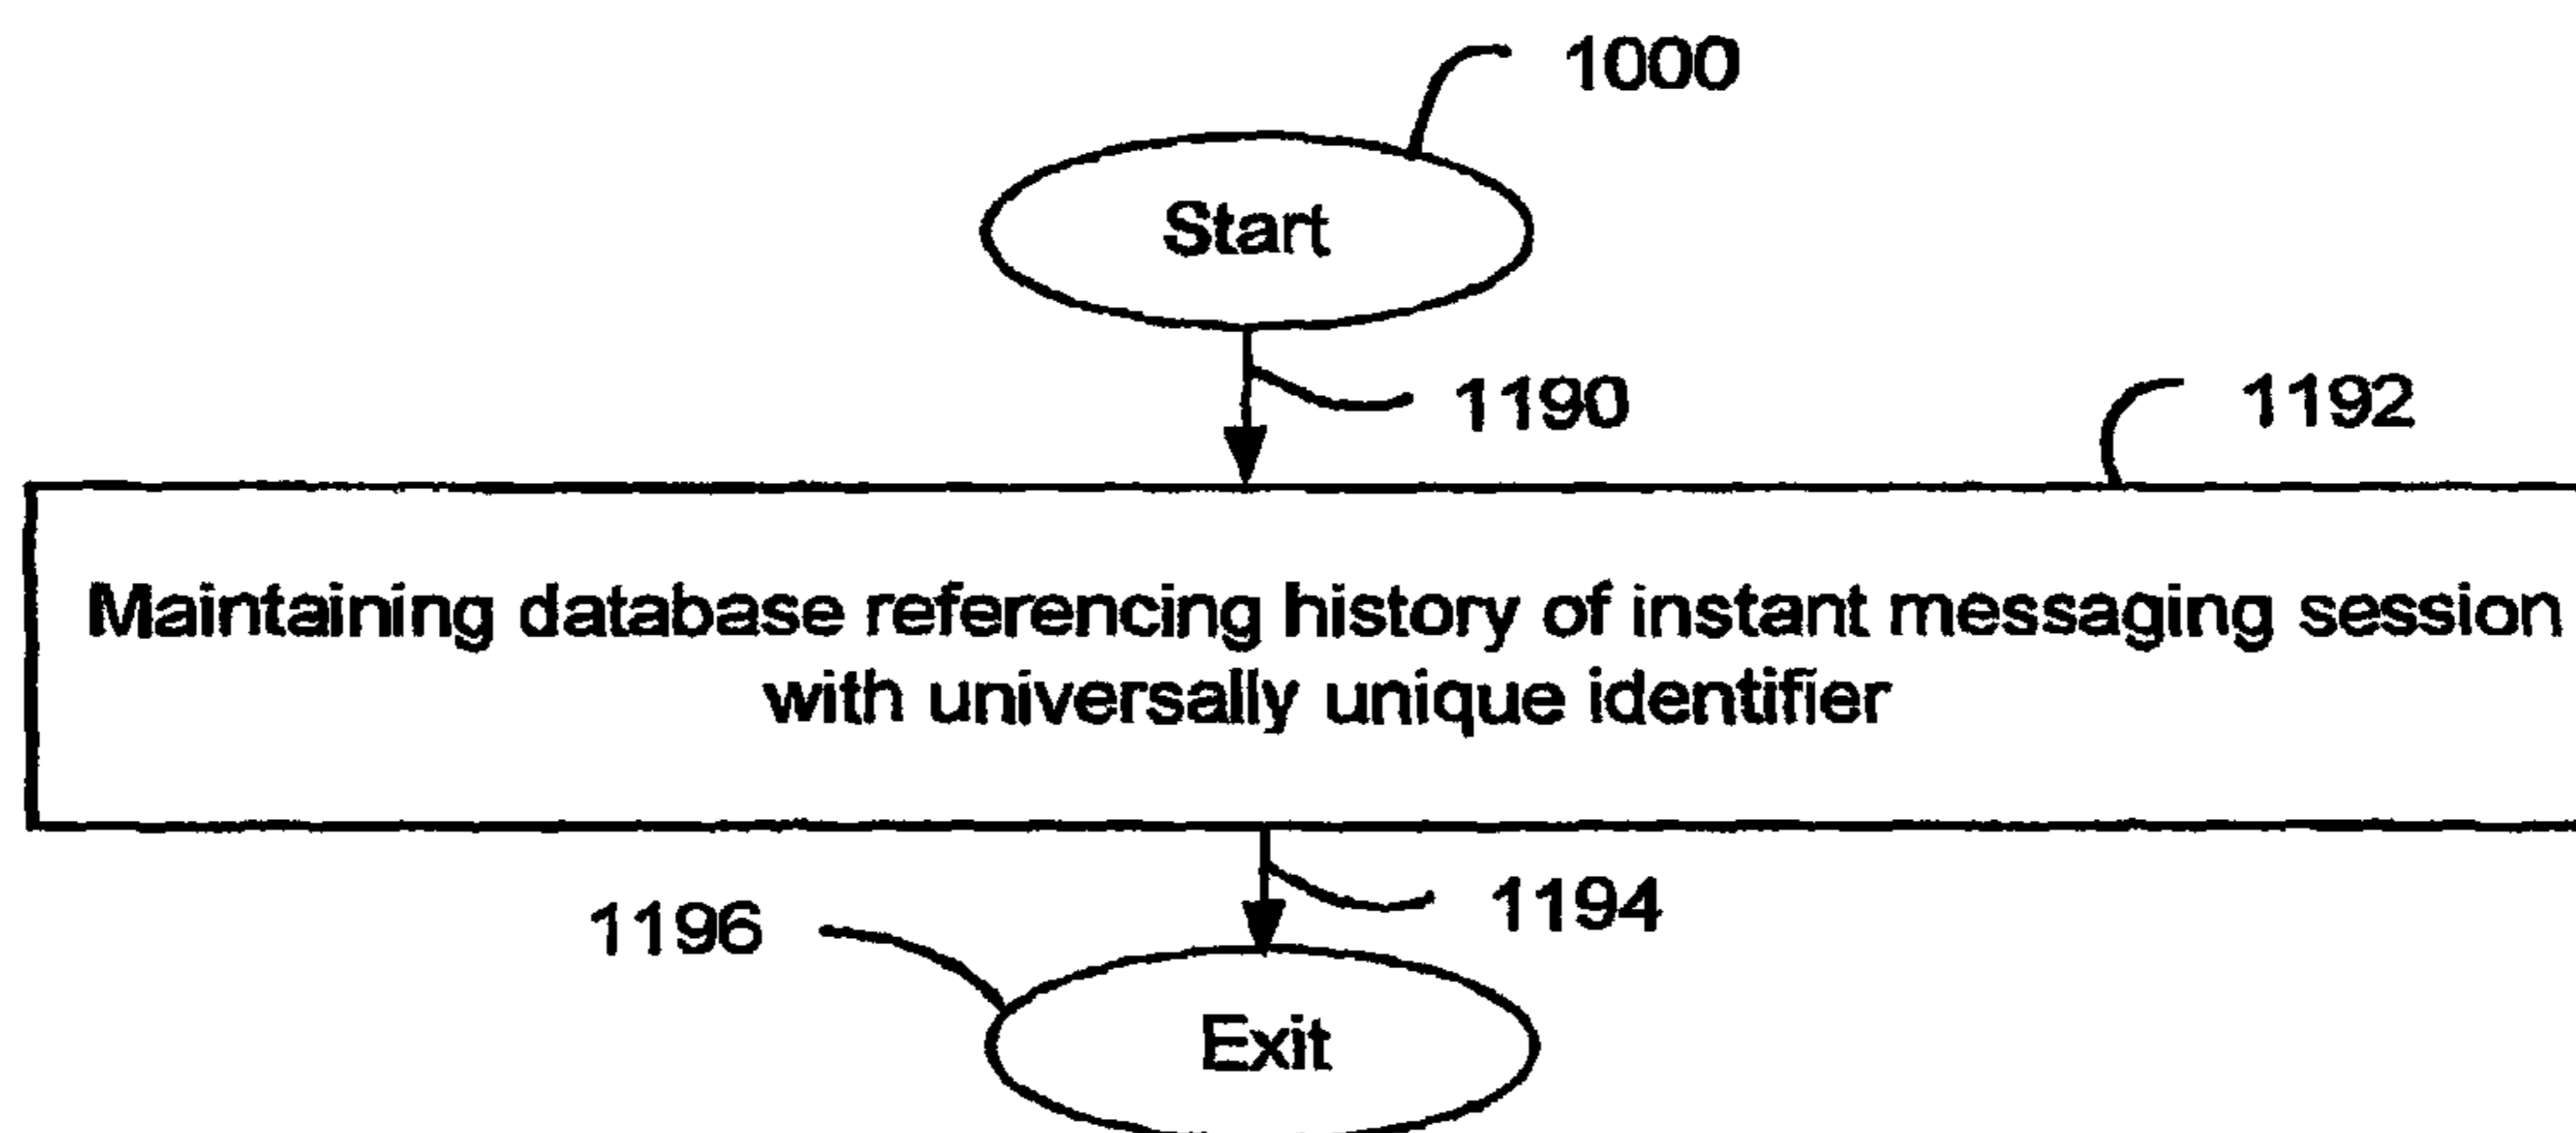 1000
Start
1190
1192
Maintaining database referencing history of instant messaging session
with universally unique identifier
1194
1196
Exit